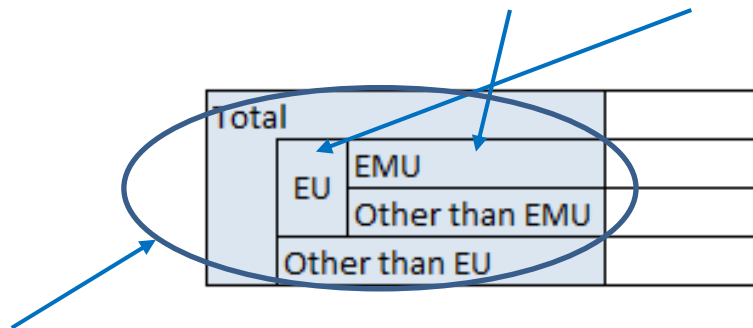 Total
EU
EMU
Other than EMU
Other than EU